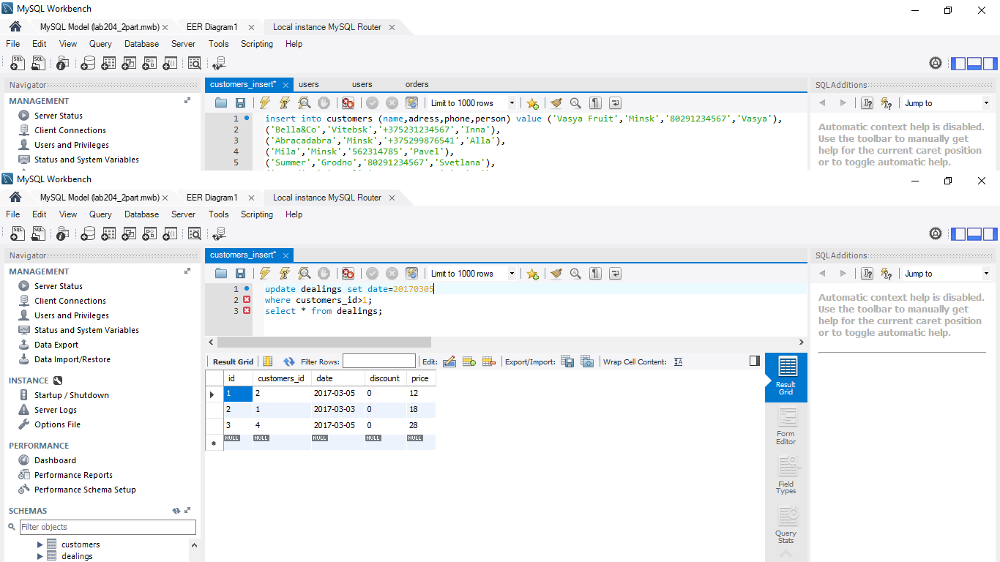 MySQL Workbench
MySQL Model (lab204_2part.mwb) EER Diagram1 Local instance MySQL Router
File Edit View Query Database Server Tools Scripting Help
Navigator
customers_insert* users users orders
SQLAdditions
MANAGEMENT
Server Status
Client Connections
Users and Privileges
Status and System Variables
Limit to 1000 rows
1 insert into customers (name,adress,phone,person) value ('Vasya Fruit','Minsk','80291234567','Vasya'),
2 ('Bella&Co','Vitebsk','+375231234567','Inna'),
3 ('Abracadabra','Minsk','+375299876541','Alla'),
4 ('Mila','Minsk','562314785','Pavel'),
5 ('Summer','Grodno','80291234567','Svetlana'),
Jump to
Automatic context help is disabled.
Use the toolbar to manually get
help for the current caret position
or to toggle automatic help.
MySQL Workbench
MySQL Model (lab204_2part.mwb) EER Diagram1 Local instance MySQL Router
File Edit View Query Database Server Tools Scripting Help
Navigator
customers_insert*
SQLAdditions
MANAGEMENT
Server Status
Client Connections
Users and Privileges
Status and System Variables
Data Export
Data Import/Restore
INSTANCE
Startup / Shutdown
Server Logs
Options File
PERFORMANCE
Dashboard
Performance Reports
Performance Schema Setup
SCHEMAS
Filter objects
customers
dealings
Limit to 1000 rows
1 update dealings set date=20170305
2 where customers_id>1;
3 select * from dealings;
Result Grid Filter Rows: Edit: Export/Import: Wrap Cell Content:
id customers_id date discount price
1 2 2017-03-05 0 12
2 1 2017-03-03 0 18
3 4 2017-03-05 0 28
NULL NULL NULL NULL NULL
Result
Grid
Form
Editor
Field
Types
Query
Stats
Jump to
Automatic context help is disabled.
Use the toolbar to manually get
help for the current caret position
or to toggle automatic help.